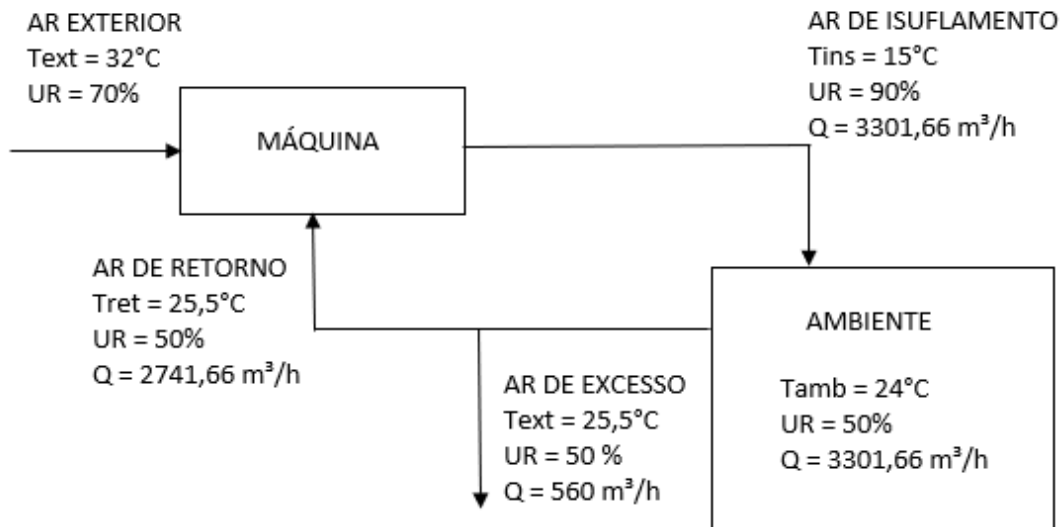 AR EXTERIOR
Text = 32°C
UR = 70%
MÁQUINA
AR DE ISUFLAMENTO
Tins = 15°C
UR = 90%
Q = 3301,66 m³/h
AR DE RETORNO
Tret = 25,5°C
UR = 50%
Q = 2741,66 m³/h
AR DE EXCESSO
Text = 25,5°C
UR = 50 %
Q = 560 m³/h
AMBIENTE
Tamb = 24°C
UR = 50%
Q = 3301,66 m³/h